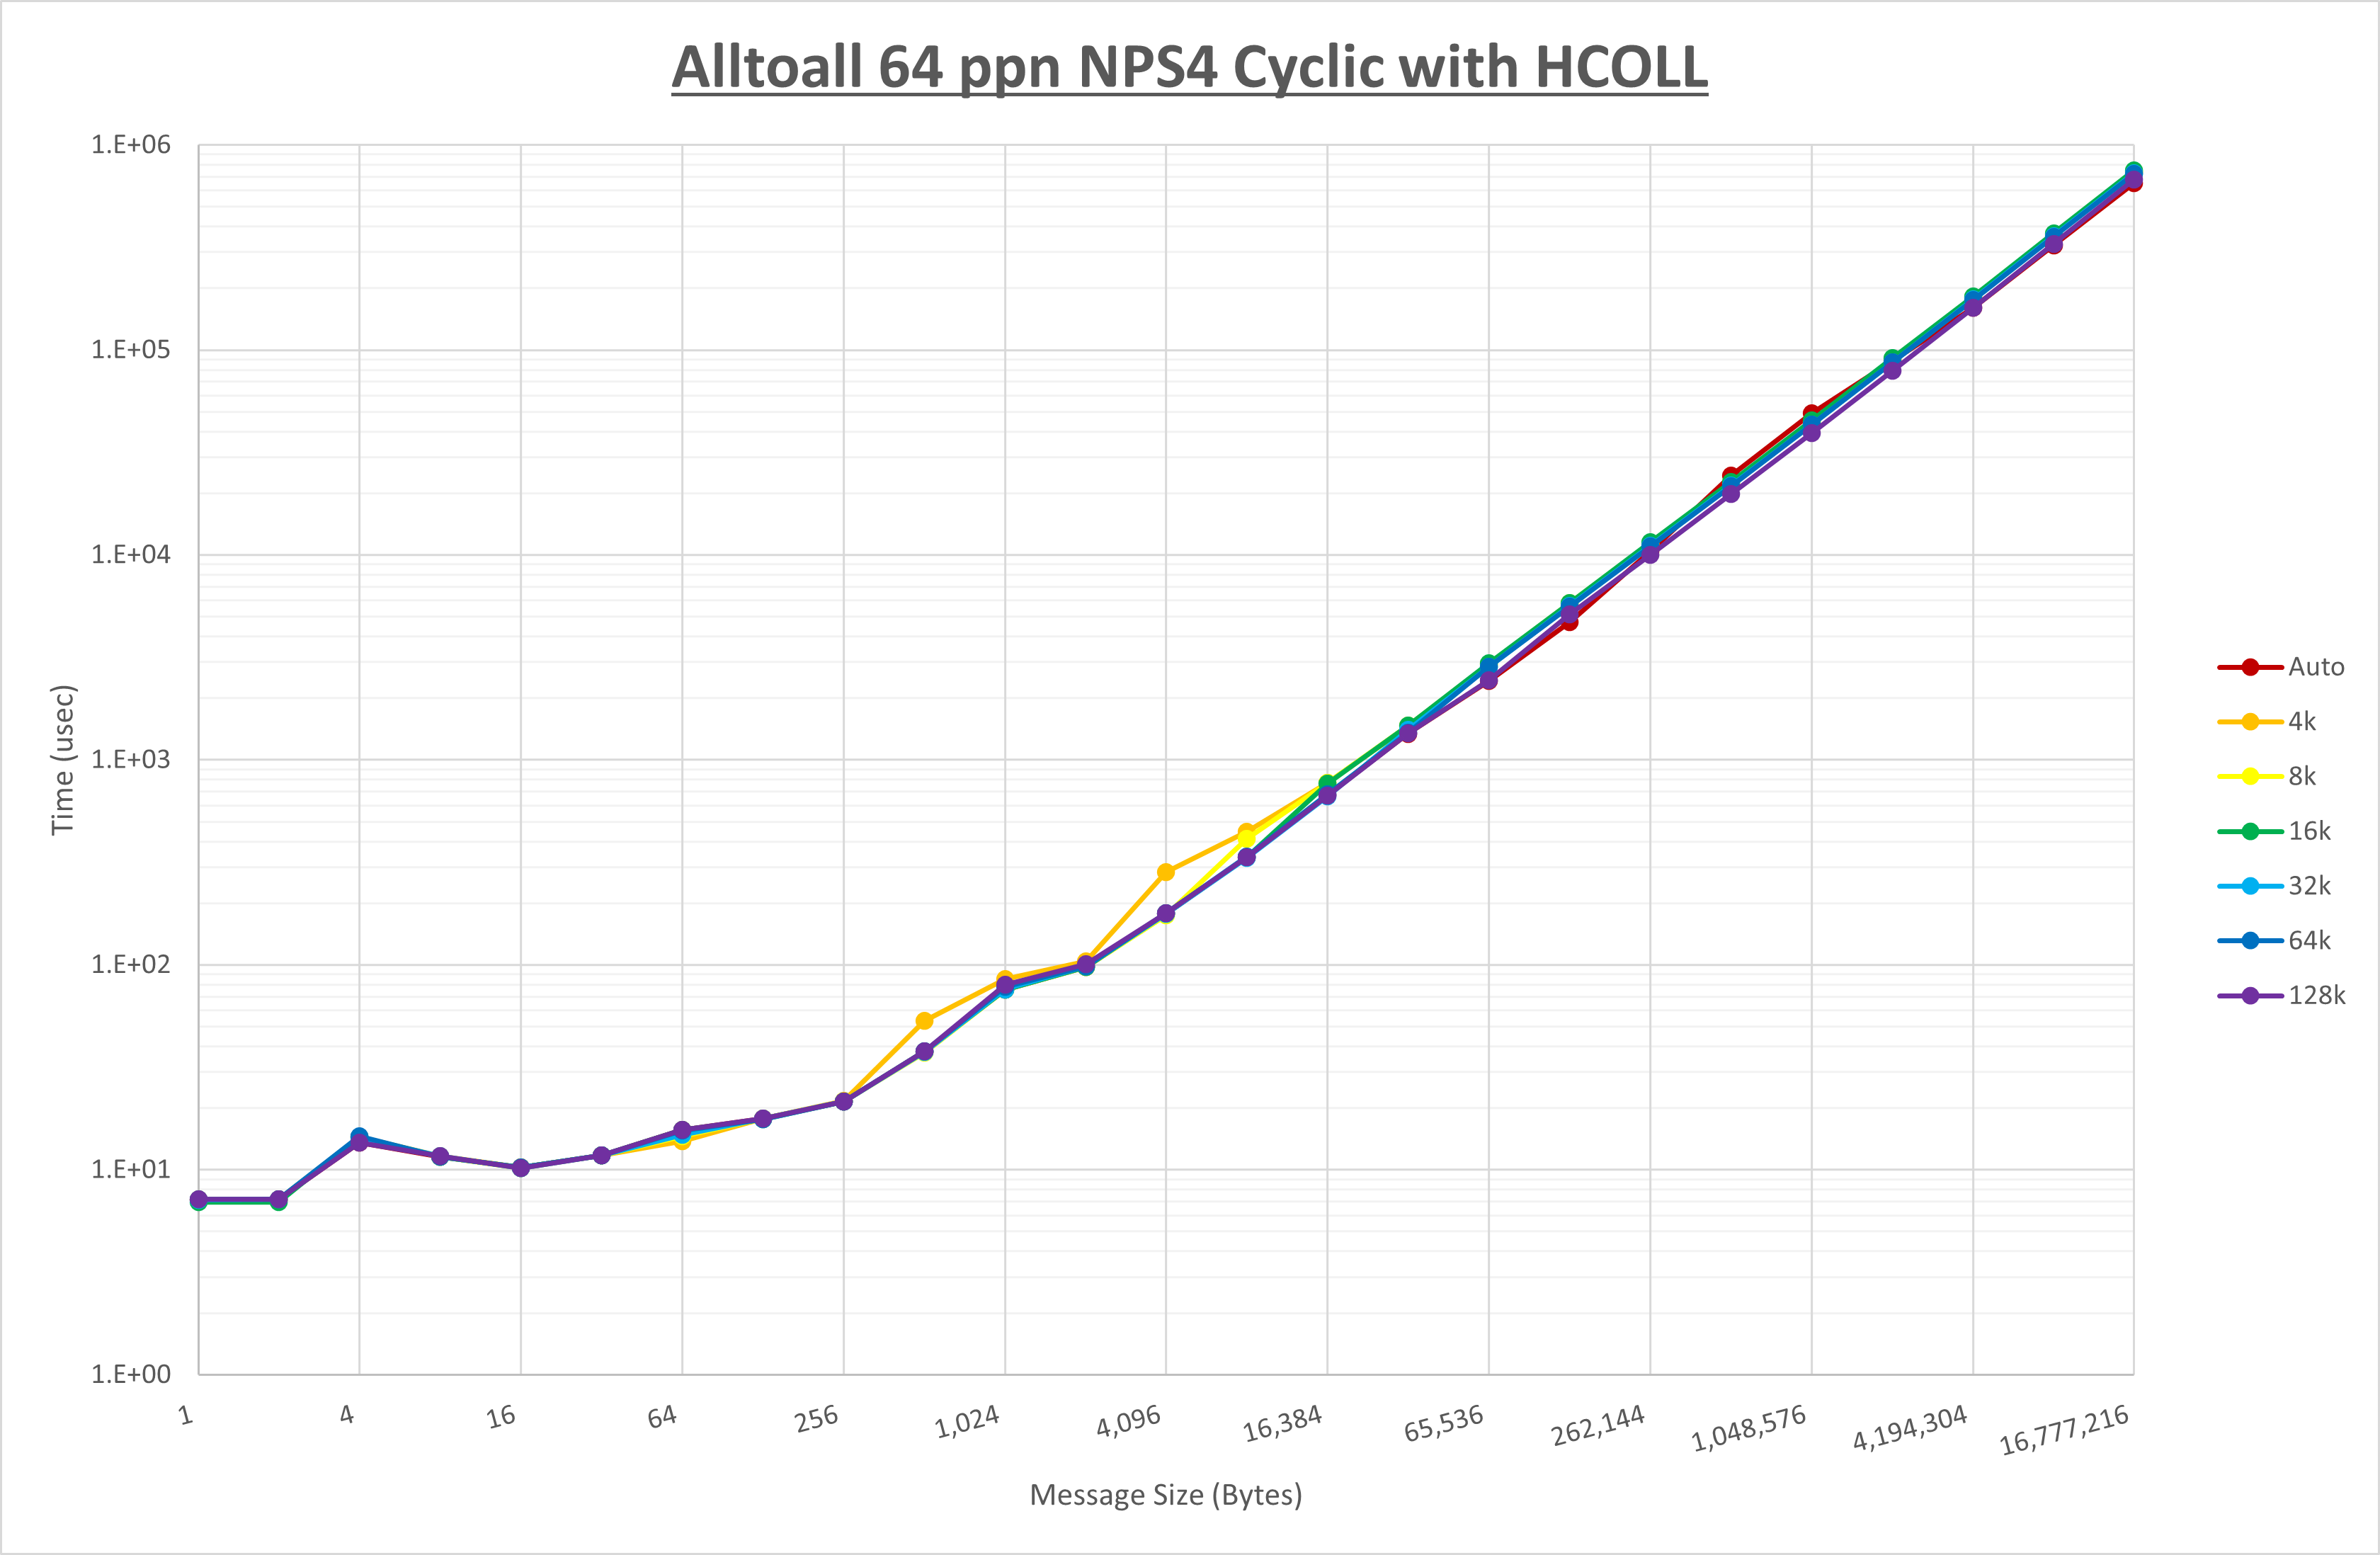 Alltoall 64 ppn NPS4 Cyclic with HCOLL
1.E+06
1.E+05
1.E+04
1.E+03
1.E+02
1.E+01
1.E+00
Time (usec)
1
4
16
64
256
1,024
4,096
16,384
65,536
262,144
1,048,576
4,194,304
16,777,216
Message Size (Bytes)
Auto
4k
8k
16k
32k
64k
128k